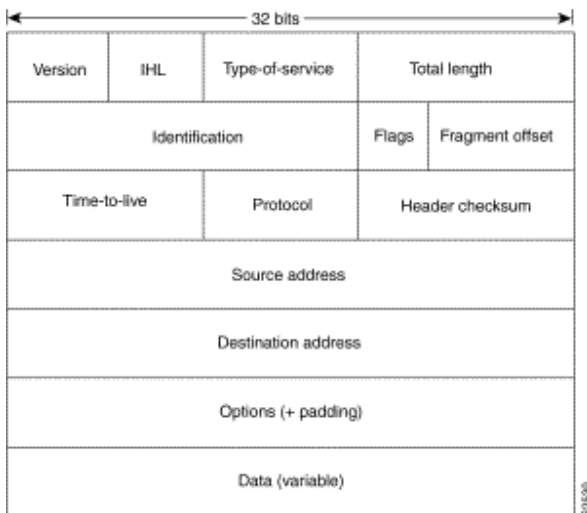 32 bits
Version IHL Type-of-service Total length
Identification Flags Fragment offset
Time-to-live Protocol Header checksum
Source address
Destination address
Options (+ padding)
Data (variable)